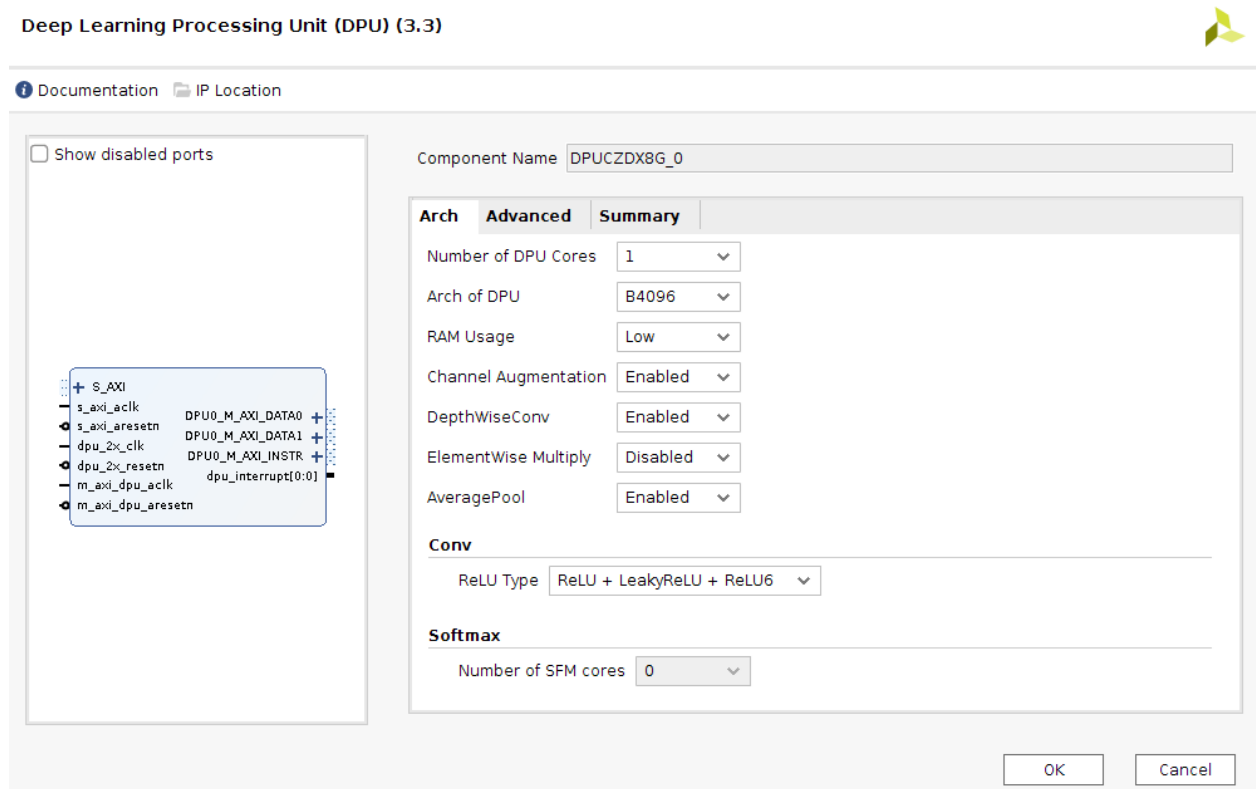 Deep Learning Processing Unit (DPU) (3.3)
Documentation IP Location
Show disabled ports
S_AXI
s_axi_aclk
s_axi_aresetn
dpu_2x_clk
dpu_2x_resetn
m_axi_dpu_aclk
m_axi_dpu_aresetn
DPU0_M_AXI_DATA0
DPU0_M_AXI_DATA1
DPU0_M_AXI_INSTR
dpu_interrupt[0:0]
Component Name DPUCZDX8G_0
Arch Advanced Summary
Number of DPU Cores 1
Arch of DPU B4096
RAM Usage Low
Channel Augmentation Enabled
DepthWiseConv Enabled
ElementWise Multiply Disabled
AveragePool Enabled
Conv
ReLU Type ReLU + LeakyReLU + ReLU6
Softmax
Number of SFM cores 0
OK Cancel